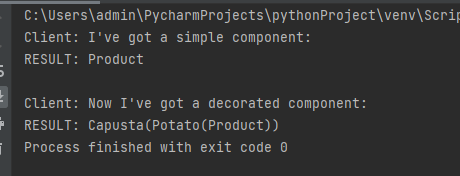 C:\Users\admin\PycharmProjects\pythonProject\venv\Scrip
Client: I've got a simple component:
RESULT: Product
Client: Now I've got a decorated component:
RESULT: Capusta(Potato(Product))
Process finished with exit code 0